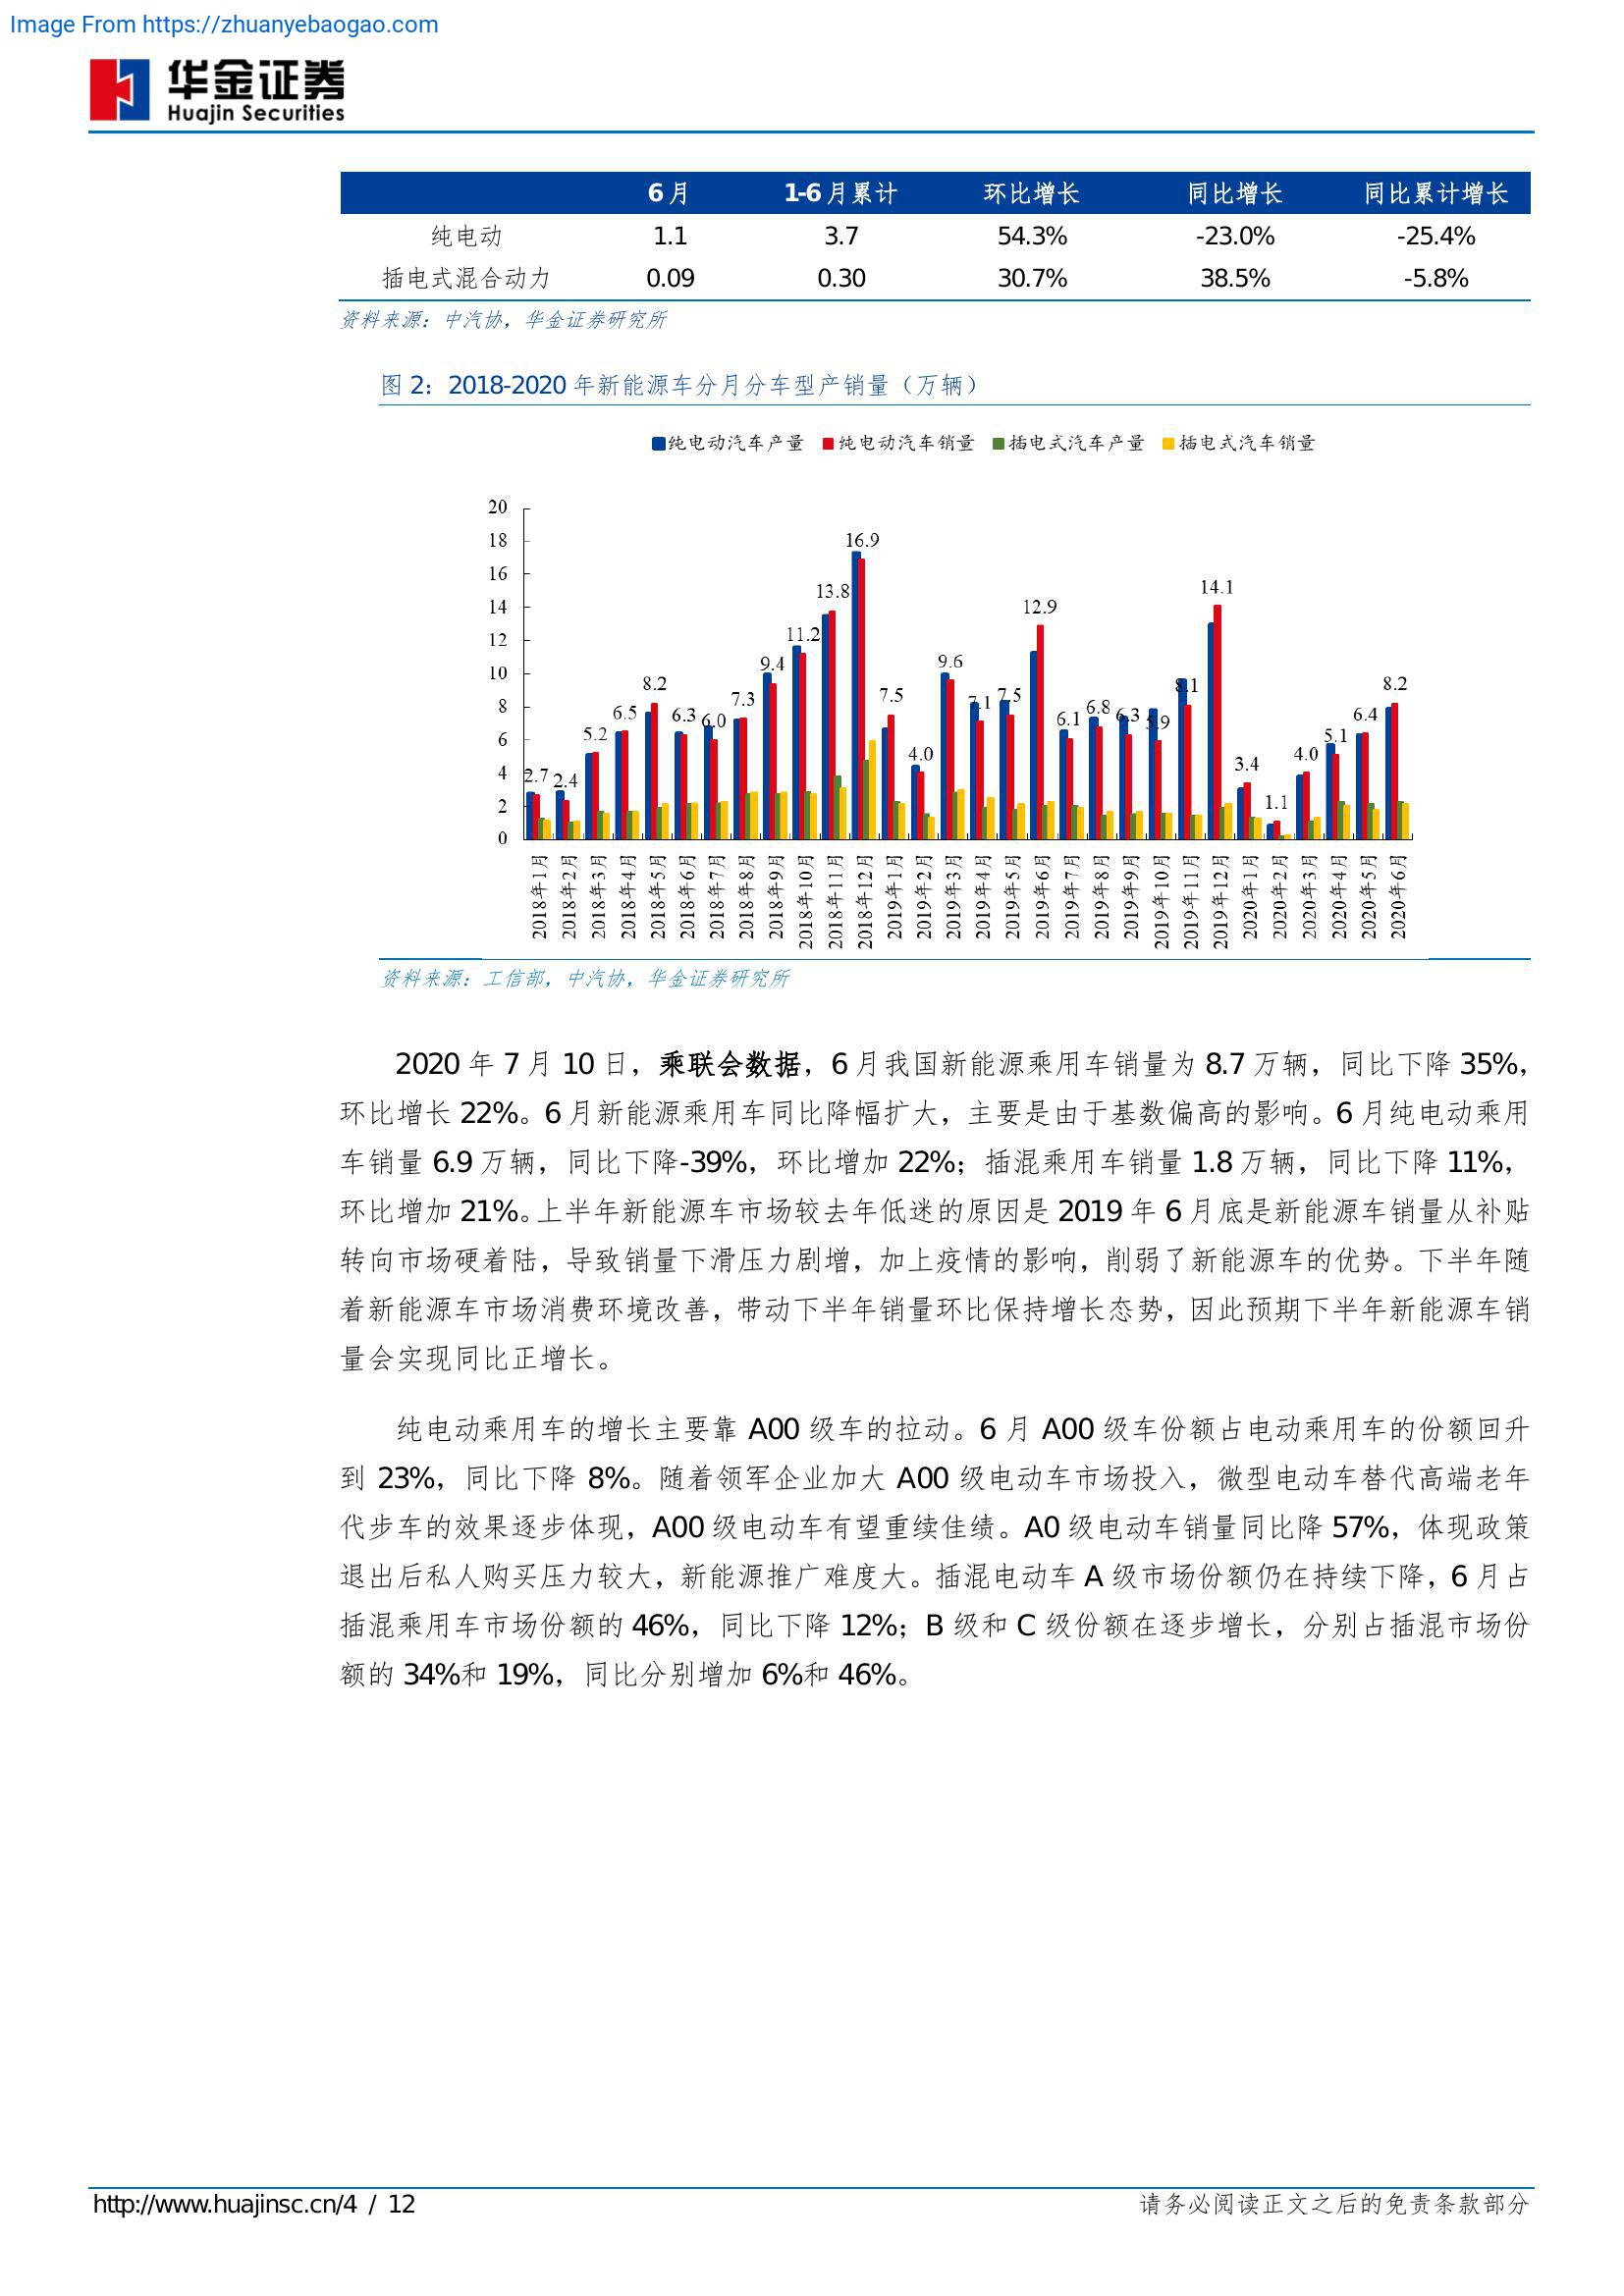 Image From https://zhuanyebaogao.com
华金证券
Huajin Securities
6 月 1-6 月累计 环比增长 同比增长 同比累计增长
纯电动 1.1 3.7 54.3% -23.0% -25.4%
插电式混合动力 0.09 0.30 30.7% 38.5% -5.8%
资料来源：中汽协，华金证券研究所
图 2：2018-2020 年新能源车分月分车型产销量（万辆）
纯电动汽车产量 纯电动汽车销量 插电式汽车产量 插电式汽车销量
20
18
16
14
12
10
8
6
4
2
0
2.7 2.4 5.2 6.5 8.2 6.3 6.0 7.3 9.4 11.2 13.8 16.9 7.5 4.0 9.6 7.1 7.5 12.9 6.1 6.8 6.3 5.9 8.1 14.1 3.4 1.1 4.0 5.1 6.4 8.2
2018年1月 2018年2月 2018年3月 2018年4月 2018年5月 2018年6月 2018年7月 2018年8月 2018年9月 2018年10月 2018年11月 2018年12月 2019年1月 2019年2月 2019年3月 2019年4月 2019年5月 2019年6月 2019年7月 2019年8月 2019年9月 2019年10月 2019年11月 2019年12月 2020年1月 2020年2月 2020年3月 2020年4月 2020年5月 2020年6月
资料来源：工信部，中汽协，华金证券研究所
2020 年 7 月 10 日，乘联会数据，6 月我国新能源乘用车销量为 8.7 万辆，同比下降 35%，
环比增长 22%。6 月新能源乘用车同比降幅扩大，主要是由于基数偏高的影响。6 月纯电动乘用
车销量 6.9 万辆，同比下降-39%，环比增加 22%；插混乘用车销量 1.8 万辆，同比下降 11%，
环比增加 21%。上半年新能源车市场较去年低迷的原因是 2019 年 6 月底是新能源车销量从补贴
转向市场硬着陆，导致销量下滑压力剧增，加上疫情的影响，削弱了新能源车的优势。下半年随
着新能源车市场消费环境改善，带动下半年销量环比保持增长态势，因此预期下半年新能源车销
量会实现同比正增长。
纯电动乘用车的增长主要靠 A00 级车的拉动。6 月 A00 级车份额占电动乘用车的份额回升
到 23%，同比下降 8%。随着领军企业加大 A00 级电动车市场投入，微型电动车替代高端老年
代步车的效果逐步体现，A00 级电动车有望重续佳绩。A0 级电动车销量同比降 57%，体现政策
退出后私人购买压力较大，新能源推广难度大。插混电动车 A 级市场份额仍在持续下降，6 月占
插混乘用车市场份额的 46%，同比下降 12%；B 级和 C 级份额在逐步增长，分别占插混市场份
额的 34%和 19%，同比分别增加 6%和 46%。
http://www.huajinsc.cn/4 / 12 请务必阅读正文之后的免责条款部分